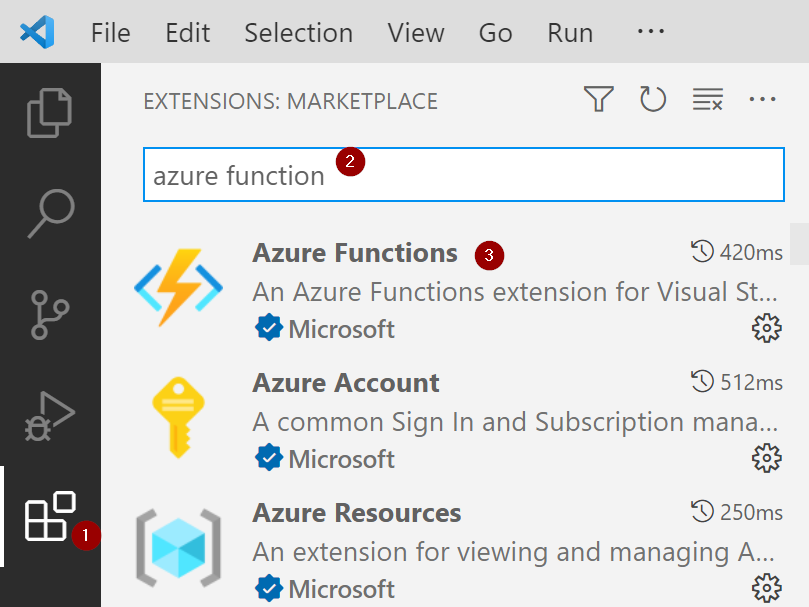 File Edit Selection View Go Run ...
EXTENSIONS: MARKETPLACE
azure function 2
Azure Functions 3 420ms
An Azure Functions extension for Visual St...
Microsoft
Azure Account 512ms
A common Sign In and Subscription mana...
Microsoft
1
Azure Resources 250ms
An extension for viewing and managing A...
Microsoft